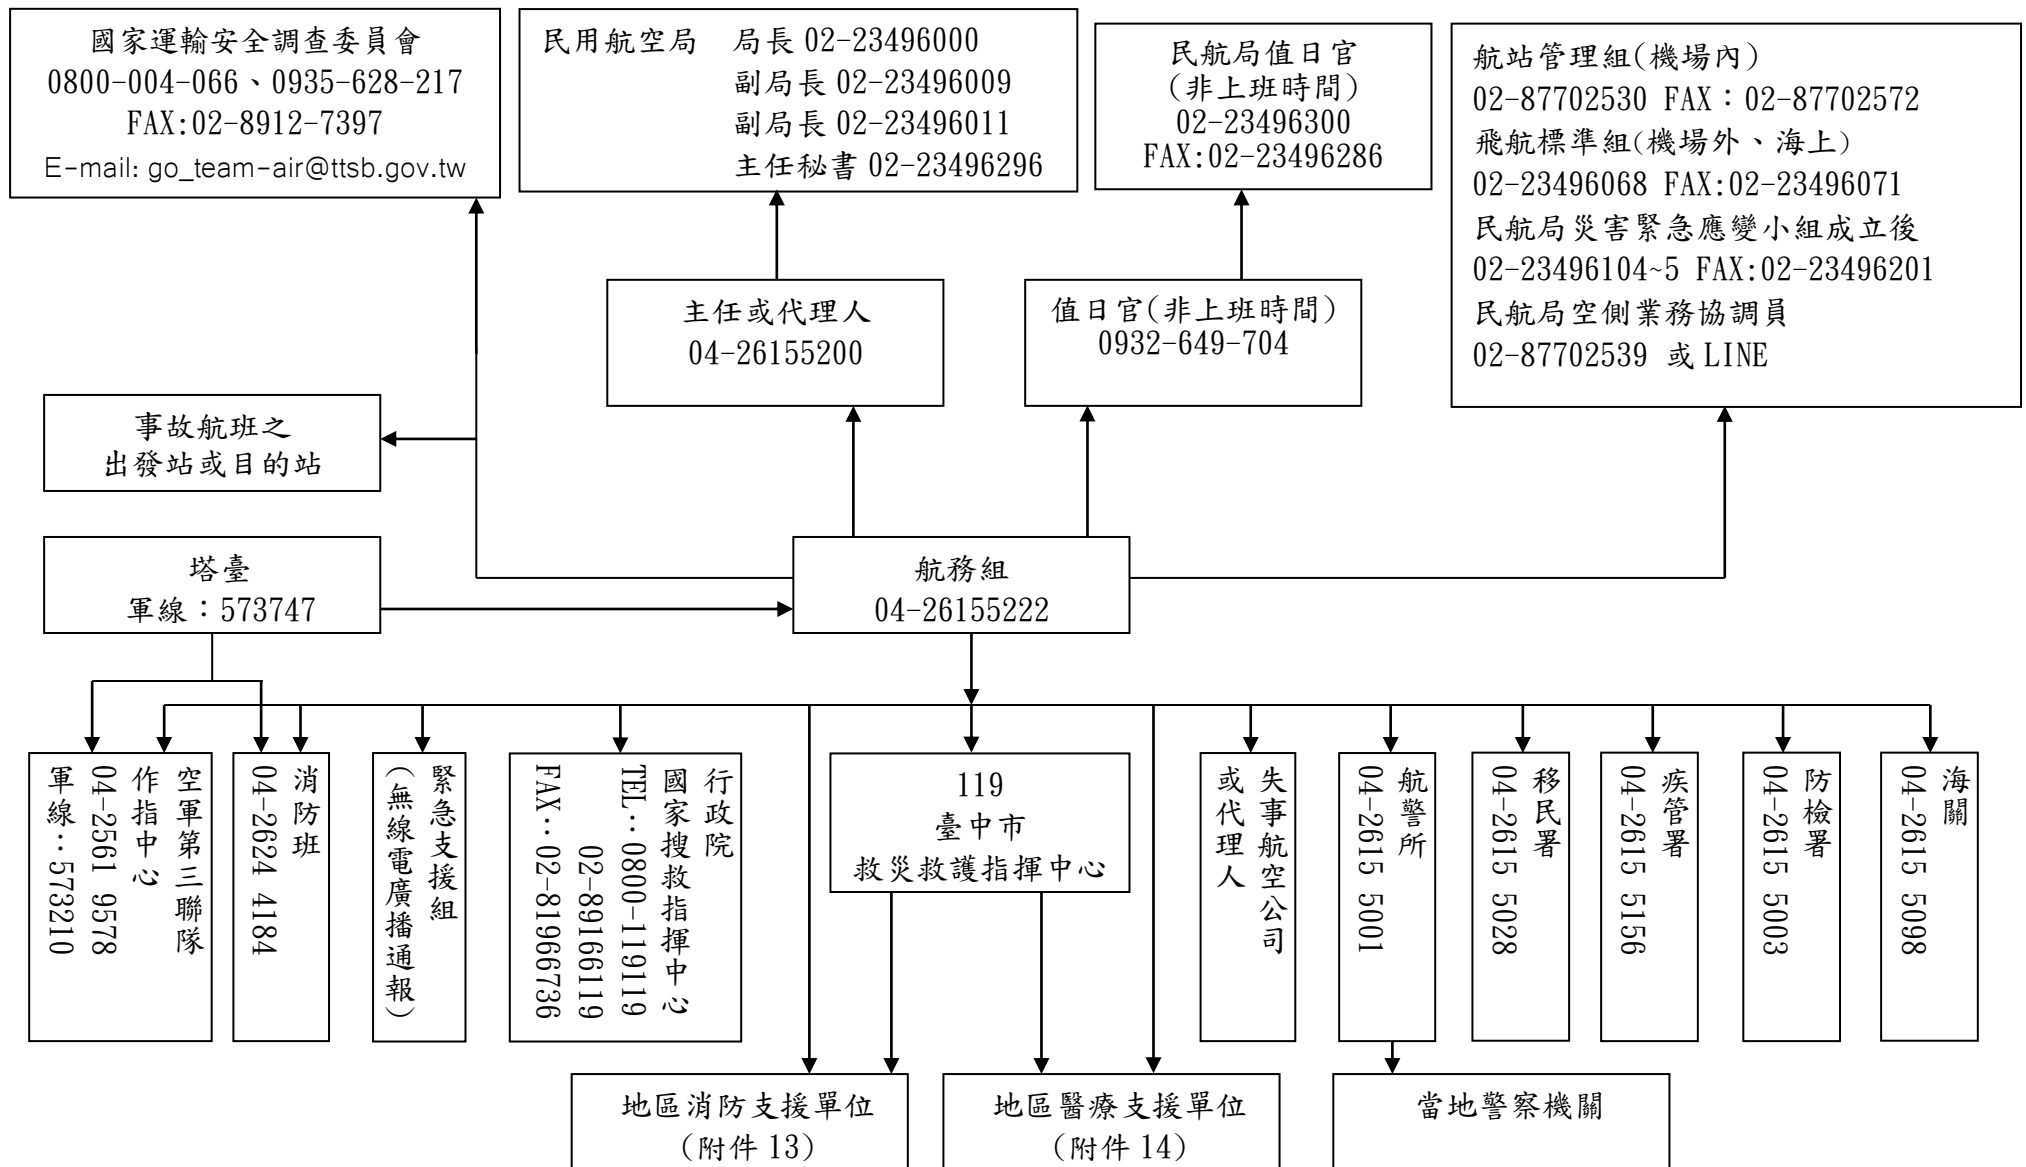 國家運輸安全調查委員會
0800-004-066、0935-628-217
FAX:02-8912-7397
E-mail: go_team-air@ttsb.gov.tw
民用航空局 局長 02-23496000
副局長 02-23496009
副局長 02-23496011
主任秘書 02-23496296
民航局值日官
(非上班時間)
02-23496300
FAX:02-23496286
航站管理組(機場內)
02-87702530 FAX：02-87702572
飛航標準組(機場外、海上)
02-23496068 FAX:02-23496071
民航局災害緊急應變小組成立後
02-23496104~5 FAX:02-23496201
民航局空側業務協調員
02-87702539 或 LINE
主任或代理人
04-26155200
值日官(非上班時間)
0932-649-704
事故航班之
出發站或目的站
塔臺
軍線：573747
航務組
04-26155222
空軍第三聯隊
作指中心
04-2561 9578
軍線：573210
消防班
04-2624 4184
緊急支援組
(無線電廣播通報)
行政院
國家搜救指揮中心
TEL：0800-119119
02-89166119
FAX：02-81966736
119
臺中市
救災救護指揮中心
失事航空公司
或代理人
航警所
04-2615 5001
移民署
04-2615 5028
疾管署
04-2615 5156
防檢署
04-2615 5003
海關
04-2615 5098
地區消防支援單位
(附件 13)
地區醫療支援單位
(附件 14)
當地警察機關